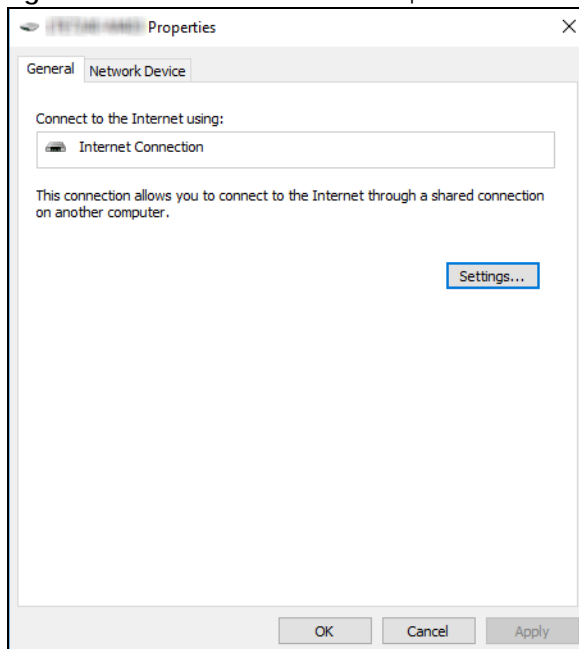 Properties
General
Network Device
Connect to the Internet using:
Internet Connection
This connection allows you to connect to the Internet through a shared connection
on another computer.
Settings...
OK
Cancel
Apply